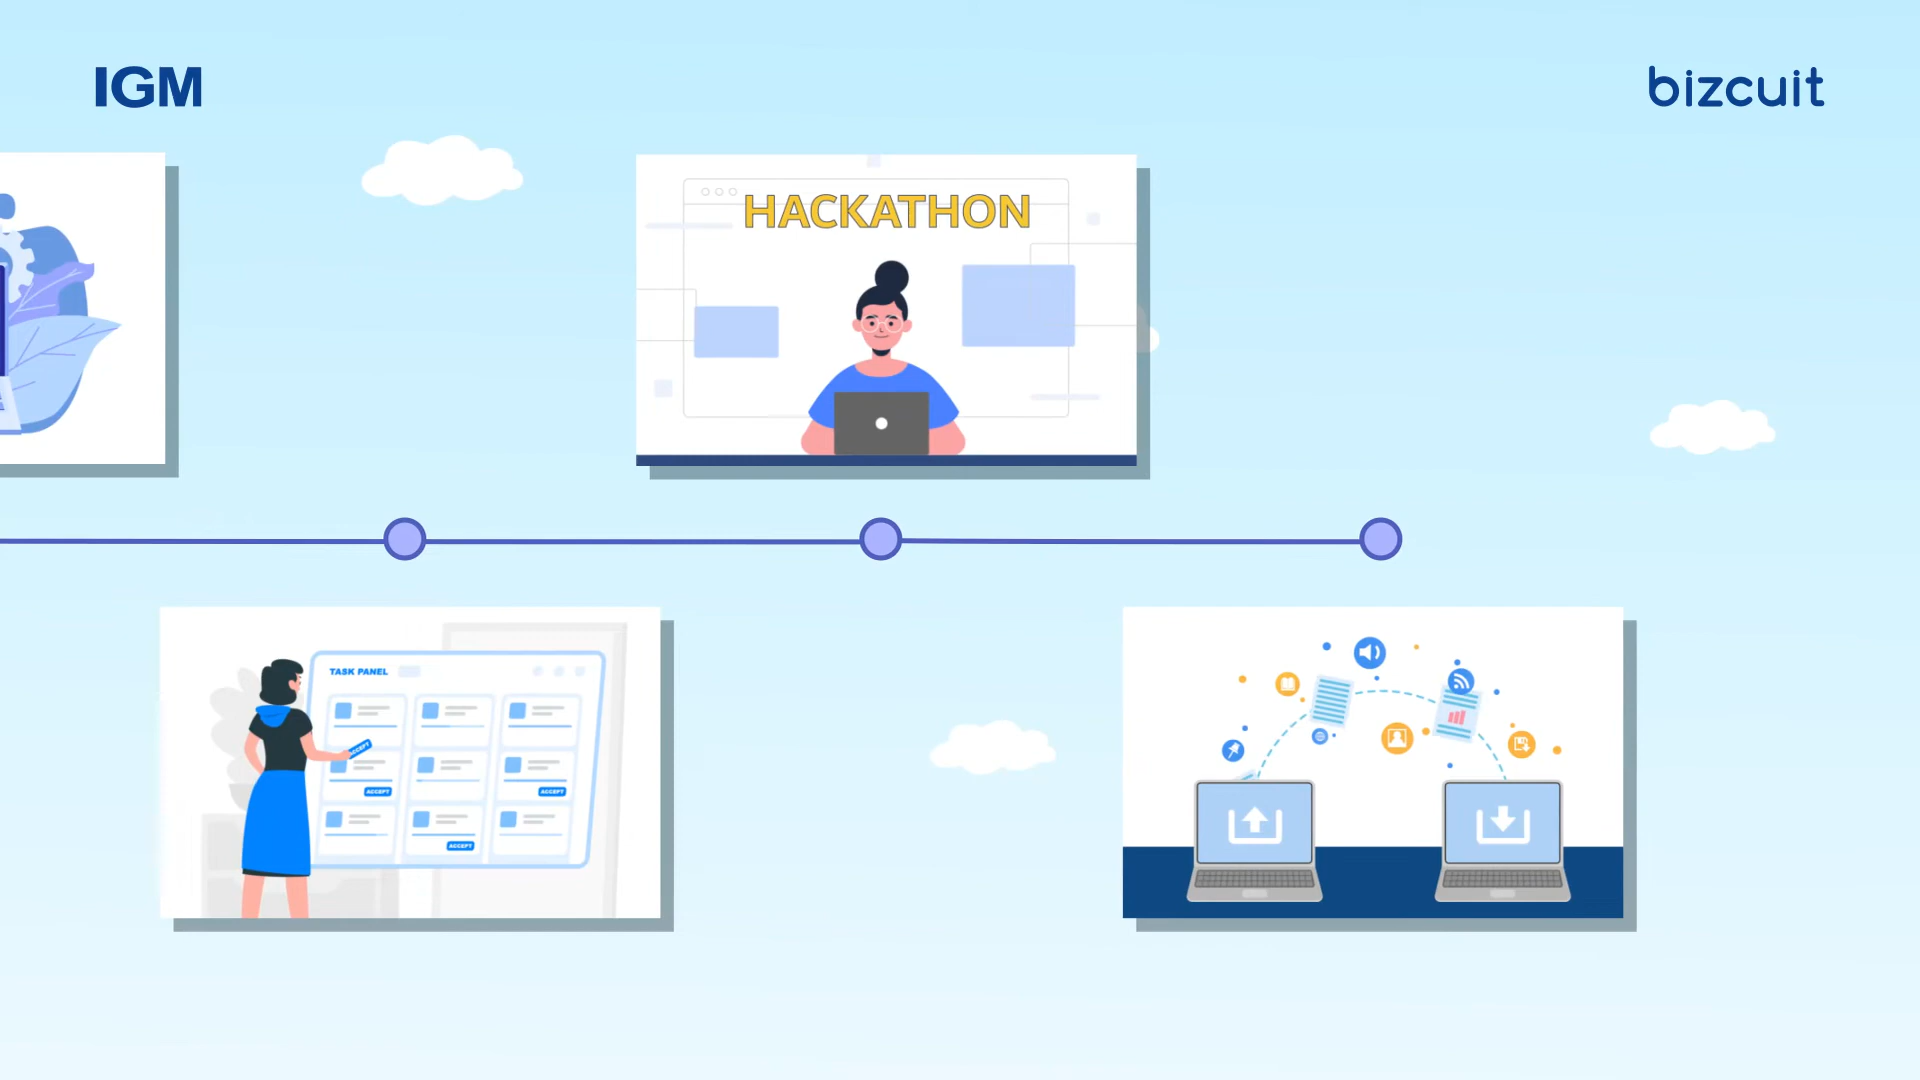 IGM
bizcuit
HACKATHON
TASK PANEL
ACCEPT
ACCEPT
ACCEPT
ACCEPT